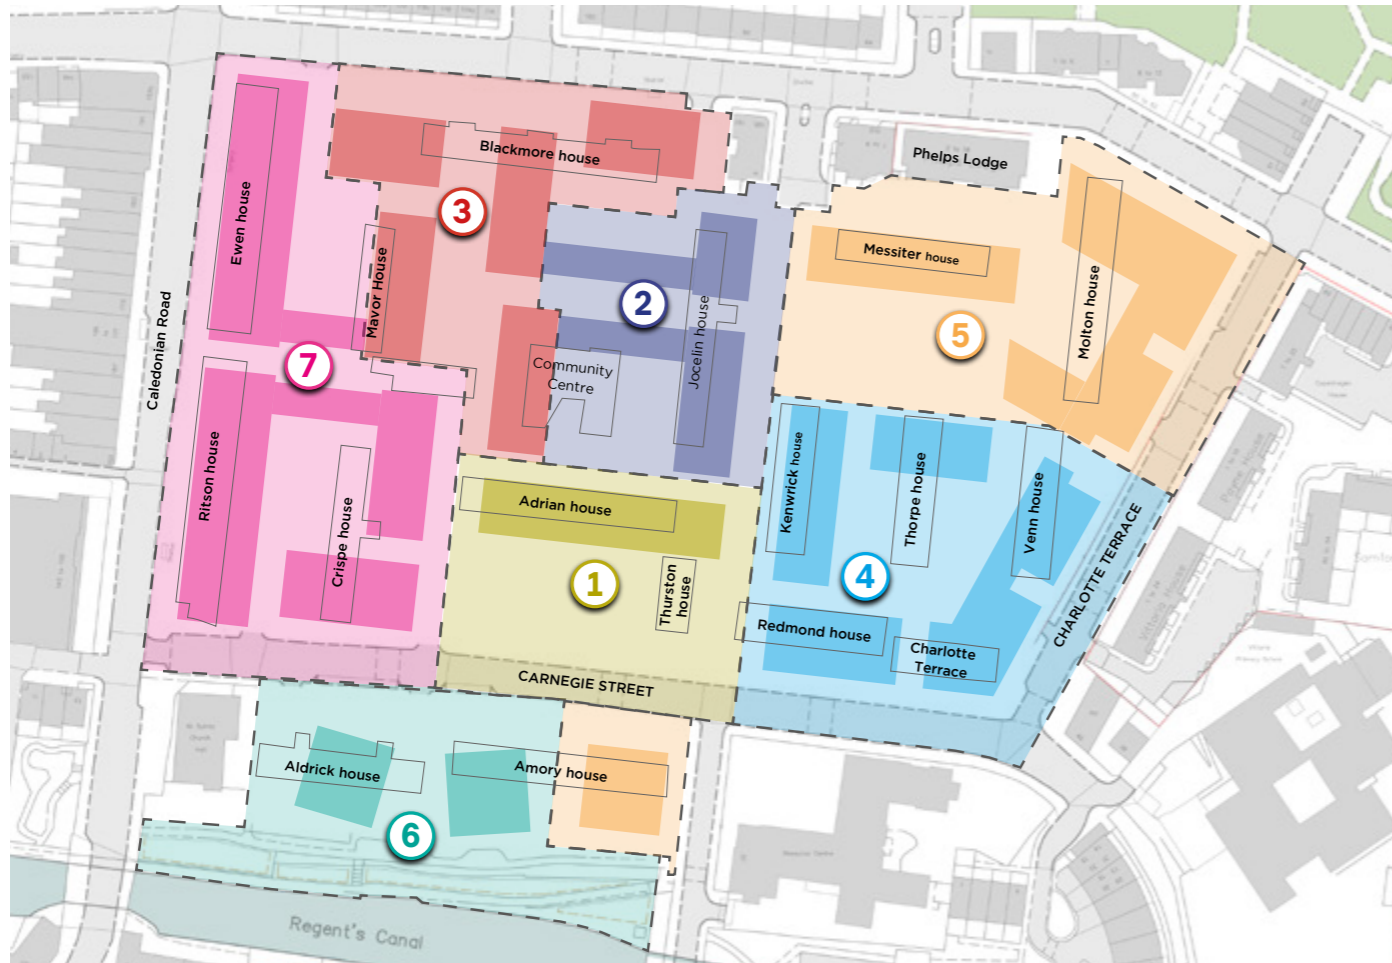 Phelps Lodge
Blackmore house
3
Ewen house
Mavor House
Messiter house
Molton house
2
Jocelin house
5
Caledonian Road
7
Community
Centre
Ritson house
Crispe house
Adrian house
Kenwrick house
Thorpe house
Venn house
CHARLOTTE TERRACE
1
Thurston
house
4
Redmond house
Charlotte
Terrace
CARNEGIE STREET
Aldrick house
Amory house
6
Regent's Canal